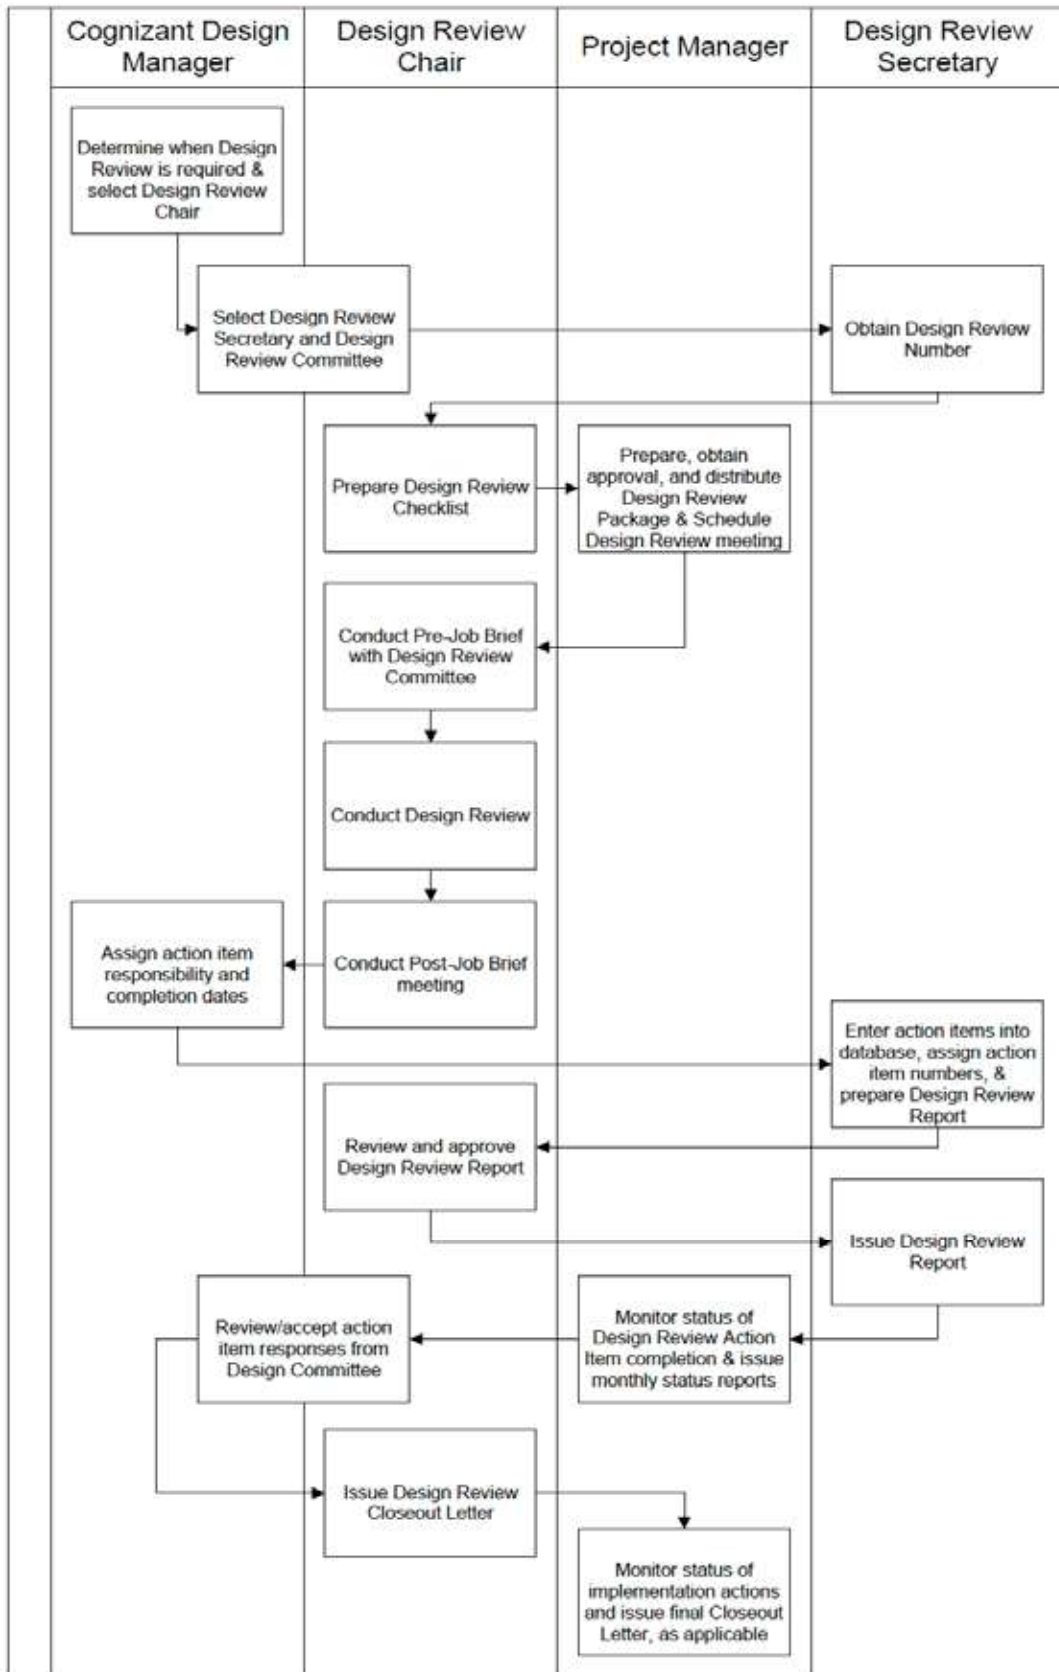 Cognizant Design
Manager
Design Review
Chair
Project Manager
Design Review
Secretary
Determine when Design
Review is required &
select Design Review
Chair
Select Design Review
Secretary and Design
Review Committee
Obtain Design Review
Number
Prepare Design Review
Checklist
Prepare, obtain
approval, and distribute
Design Review
Package & Schedule
Design Review meeting
Conduct Pre-Job Brief
with Design Review
Committee
Conduct Design Review
Assign action item
responsibility and
completion dates
Conduct Post-Job Brief
meeting
Enter action items into
database, assign action
item numbers, &
prepare Design Review
Report
Review and approve
Design Review Report
Issue Design Review
Report
Review/accept action
item responses from
Design Committee
Monitor status of
Design Review Action
Item completion & issue
monthly status reports
Issue Design Review
Closeout Letter
Monitor status of
implementation actions
and issue final Closeout
Letter, as applicable